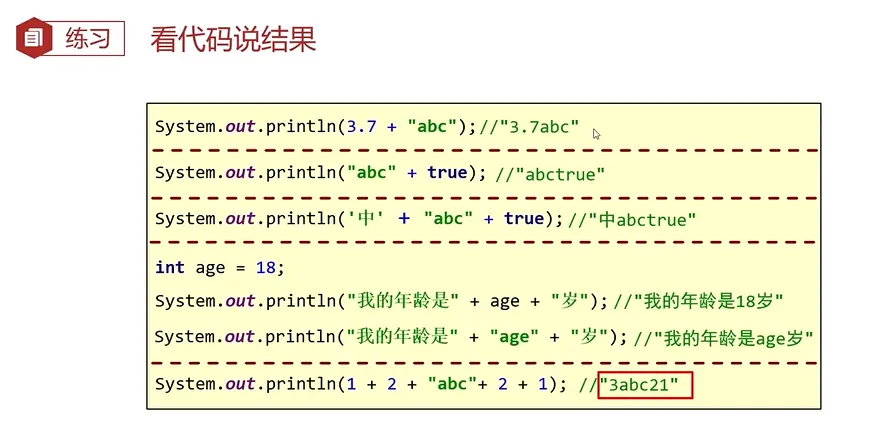 练习 看代码说结果
System.out.println(3.7 + "abc");//"3.7abc"
System.out.println("abc" + true); //"abctrue"
System.out.println('中' + "abc" + true);//"中abctrue"
int age = 18;
System.out.println("我的年龄是" + age + "岁"); //"我的年龄是18岁"
System.out.println("我的年龄是" + "age" + "岁"); //"我的年龄是age岁"
System.out.println(1 + 2 + "abc"+ 2 + 1); //"3abc21"